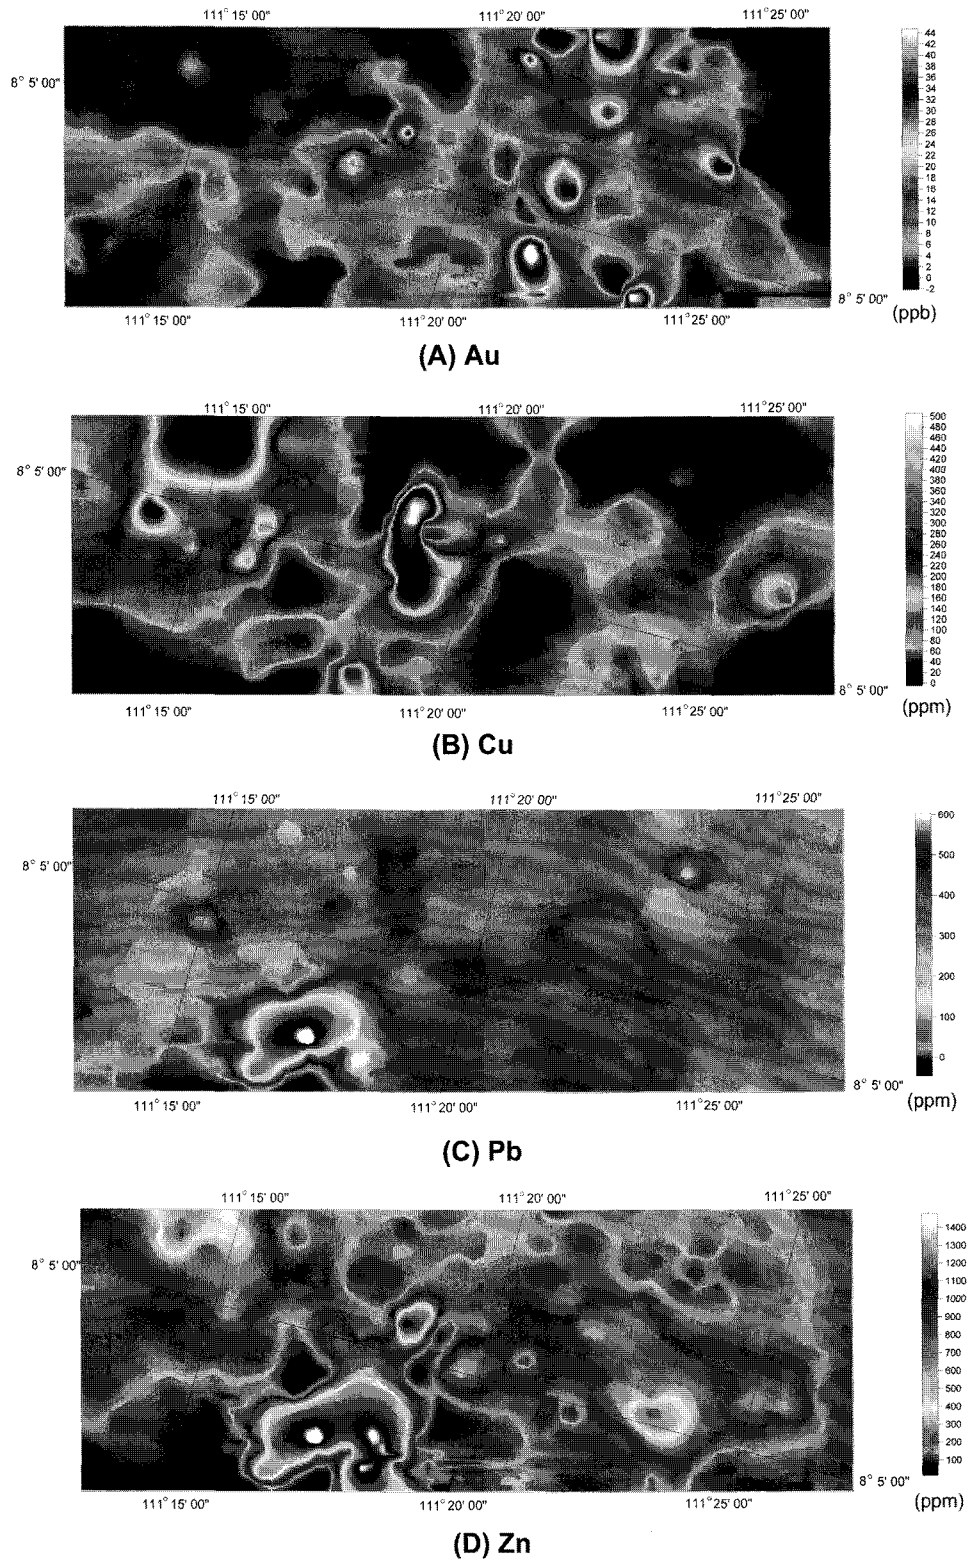 111° 15' 00" 111° 20' 00" 111° 25' 00"
8° 5' 00"
44
42
40
38
36
34
32
30
28
26
24
22
20
18
16
14
12
10
8
6
4
2
0
-2
8° 5' 00"
(ppb)
111° 15' 00" 111° 20' 00" 111° 25' 00"
(A) Au
111° 15' 00" 111° 20' 00" 111° 25' 00"
8° 5' 00"
500
480
460
440
420
400
380
360
340
320
300
280
260
240
220
200
180
160
140
120
100
80
60
40
20
0
8° 5' 00"
(ppm)
111° 15' 00" 111° 20' 00" 111° 25' 00"
(B) Cu
111° 15' 00" 111° 20' 00" 111° 25' 00"
8° 5' 00"
600
500
400
300
200
100
0
8° 5' 00"
(ppm)
111° 15' 00" 111° 20' 00" 111° 25' 00"
(C) Pb
111° 15' 00" 111° 20' 00" 111° 25' 00"
8° 5' 00"
1400
1300
1200
1100
1000
900
800
700
600
500
400
300
200
100
8° 5' 00"
(ppm)
111° 15' 00" 111° 20' 00" 111° 25' 00"
(D) Zn